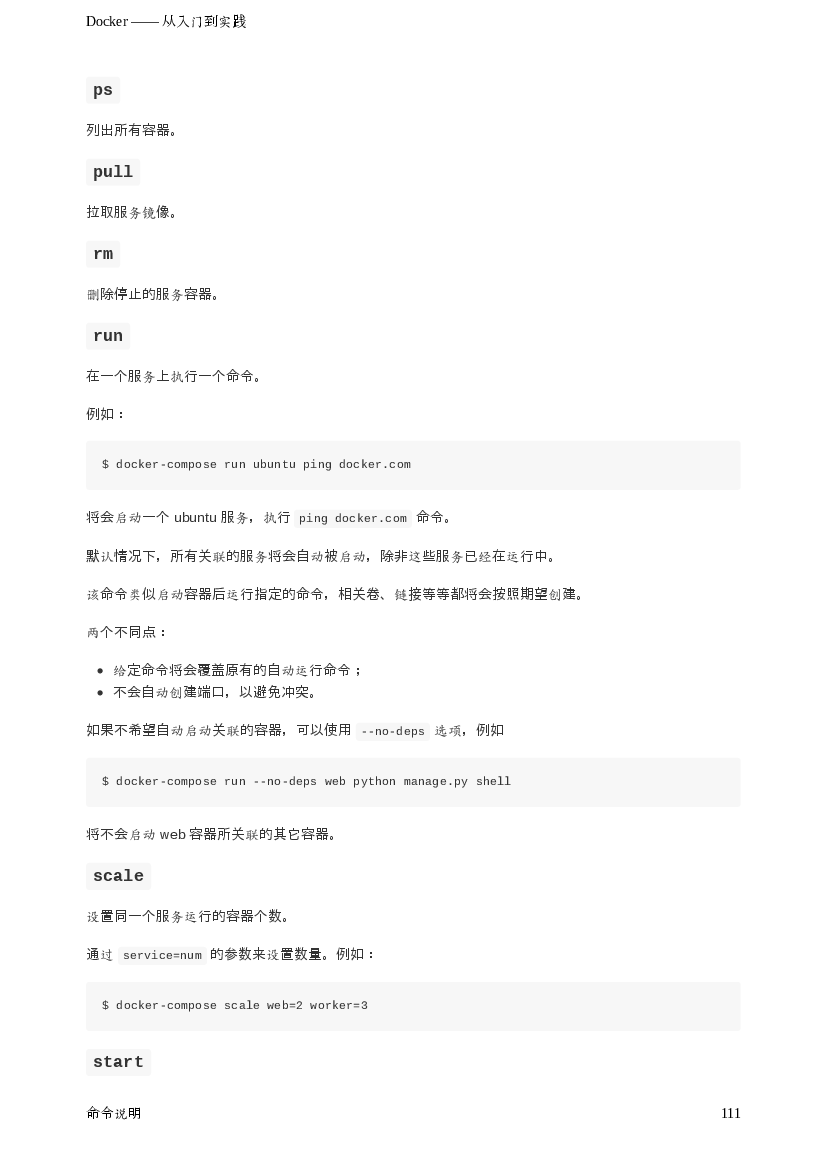 Docker —— 从入门到实践
ps
列出所有容器。
pull
拉取服务镜像。
rm
删除停止的服务容器。
run
在一个服务上执行一个命令。
例如：
$ docker-compose run ubuntu ping docker.com
将会启动一个 ubuntu 服务，执行 ping docker.com 命令。
默认情况下，所有关联的服务将会自动被启动，除非这些服务已经在运行中。
该命令类似启动容器后运行指定的命令，相关卷、链接等等都将会按照期望创建。
两个不同点：
• 给定命令将会覆盖原有的自动运行命令；
• 不会自动创建端口，以避免冲突。
如果不希望自动启动关联的容器，可以使用 --no-deps 选项，例如
$ docker-compose run --no-deps web python manage.py shell
将不会启动 web 容器所关联的其它容器。
scale
设置同一个服务运行的容器个数。
通过 service=num 的参数来设置数量。例如：
$ docker-compose scale web=2 worker=3
start
命令说明 111